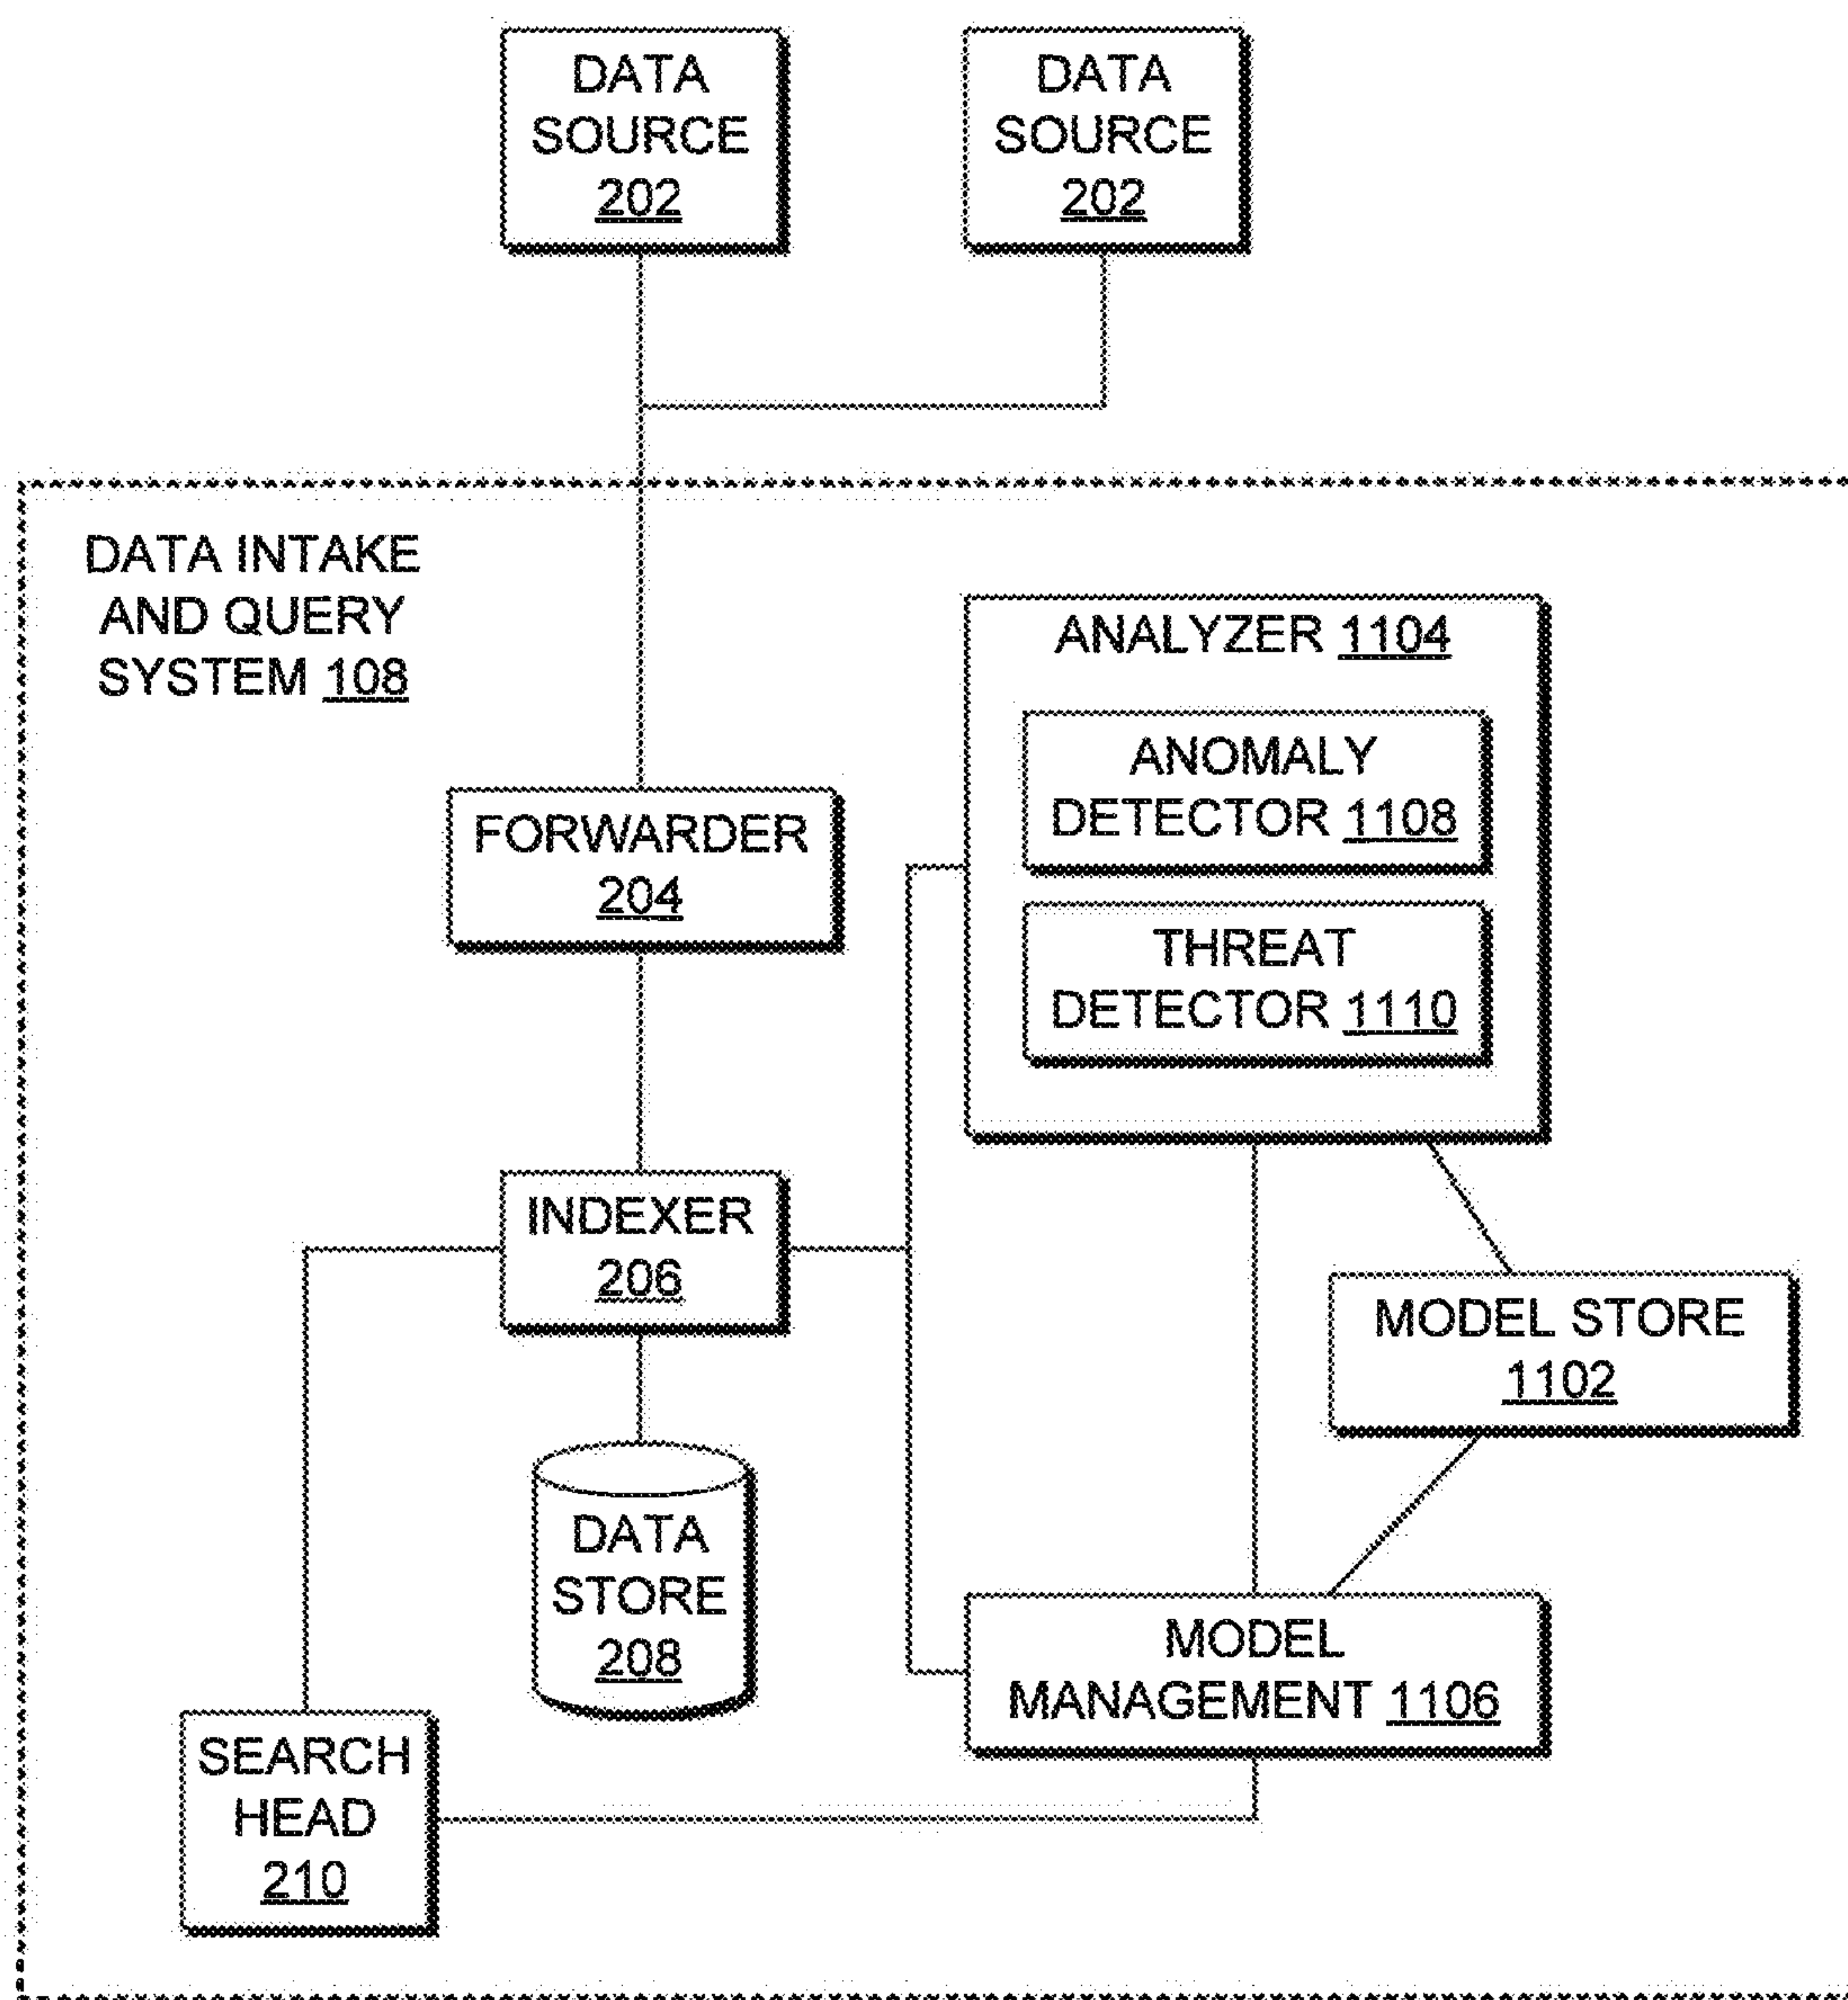 DATA
SOURCE
202
DATA
SOURCE
202
DATA INTAKE
AND QUERY
SYSTEM 108
ANALYZER 1104
ANOMALY
DETECTOR 1108
THREAT
DETECTOR 1110
FORWARDER
204
INDEXER
206
MODEL STORE
1102
DATA
STORE
208
MODEL
MANAGEMENT 1106
SEARCH
HEAD
210